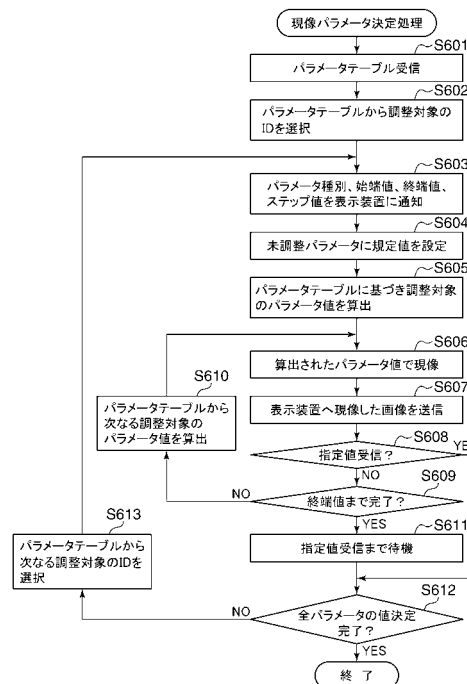 現像パラメータ決定処理
S601
パラメータテーブル受信
S602
パラメータテーブルから調整対象の
IDを選択
S603
パラメータ種別、始端値、終端値、
ステップ値を表示装置に通知
S604
未調整パラメータに規定値を設定
S605
パラメータテーブルに基づき調整対象
のパラメータ値を算出
S606
算出されたパラメータ値で現像
S607
表示装置へ現像した画像を送信
S608
指定値受信？
YE
NO
S609
終端値まで完了？
NO
YES
S610
パラメータテーブルから
次なる調整対象の
パラメータ値を算出
S611
指定値受信まで待機
S612
全パラメータの値決定
完了？
NO
YES
S613
パラメータテーブルから
次なる調整対象のIDを
選択
終 了